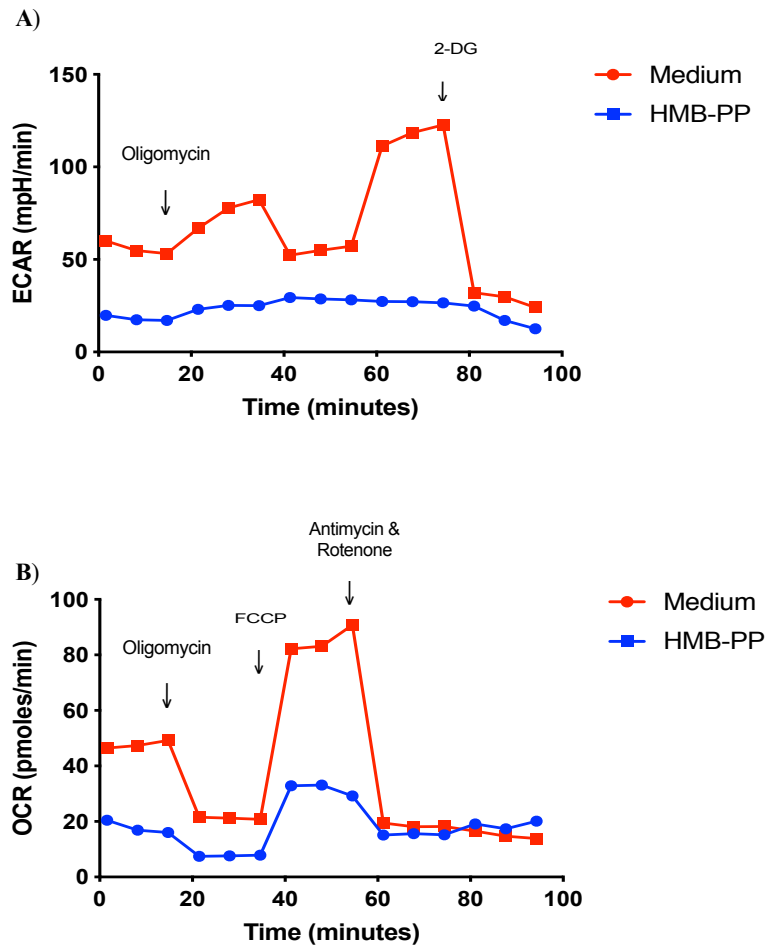 A)
2-DG
150
Medium
HMB-PP
Oligomycin
100
ECAR (mpH/min)
50
0
0 20 40 60 80 100
Time (minutes)
Antimycin &
Rotenone
B)
100
Medium
FCCP
HMB-PP
Oligomycin
80
60
OCR (pmoles/min)
40
20
0
0 20 40 60 80 100
Time (minutes)